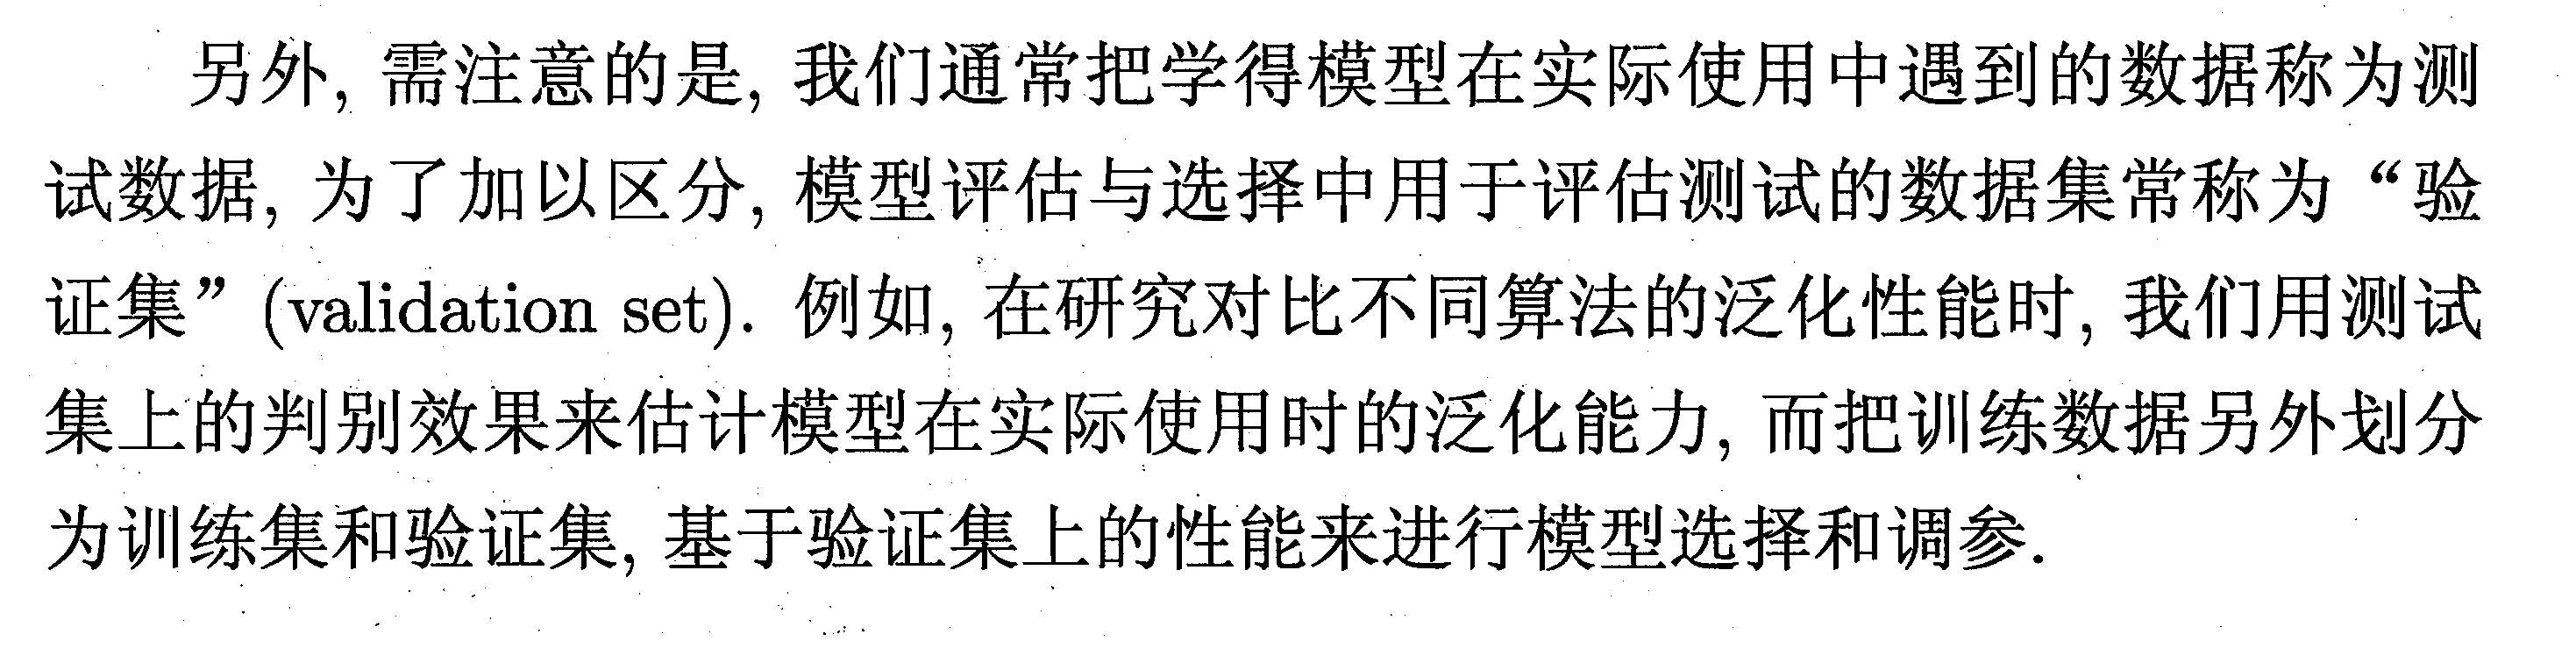 另外, 需注意的是, 我们通常把学得模型在实际使用中遇到的数据称为测
试数据, 为了加以区分, 模型评估与选择中用于评估测试的数据集常称为 “验
证集” (validation set). 例如, 在研究对比不同算法的泛化性能时, 我们用测试
集上的判别效果来估计模型在实际使用时的泛化能力, 而把训练数据另外划分
为训练集和验证集, 基于验证集上的性能来进行模型选择和调参.